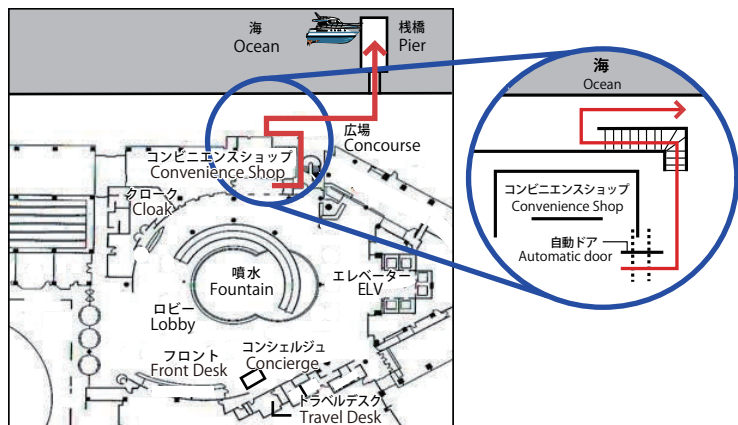 海
Ocean
桟橋
Pier
広場
Concourse
コンビニエンスショップ
Convenience Shop
クローク
Cloak
噴水
Fountain
エレベーター
ELV
ロビー
Lobby
フロント
Front Desk
コンシェルジュ
Concierge
トラベルデスク
Travel Desk
海
Ocean
コンビニエンスショップ
Convenience Shop
自動ドア
Automatic door